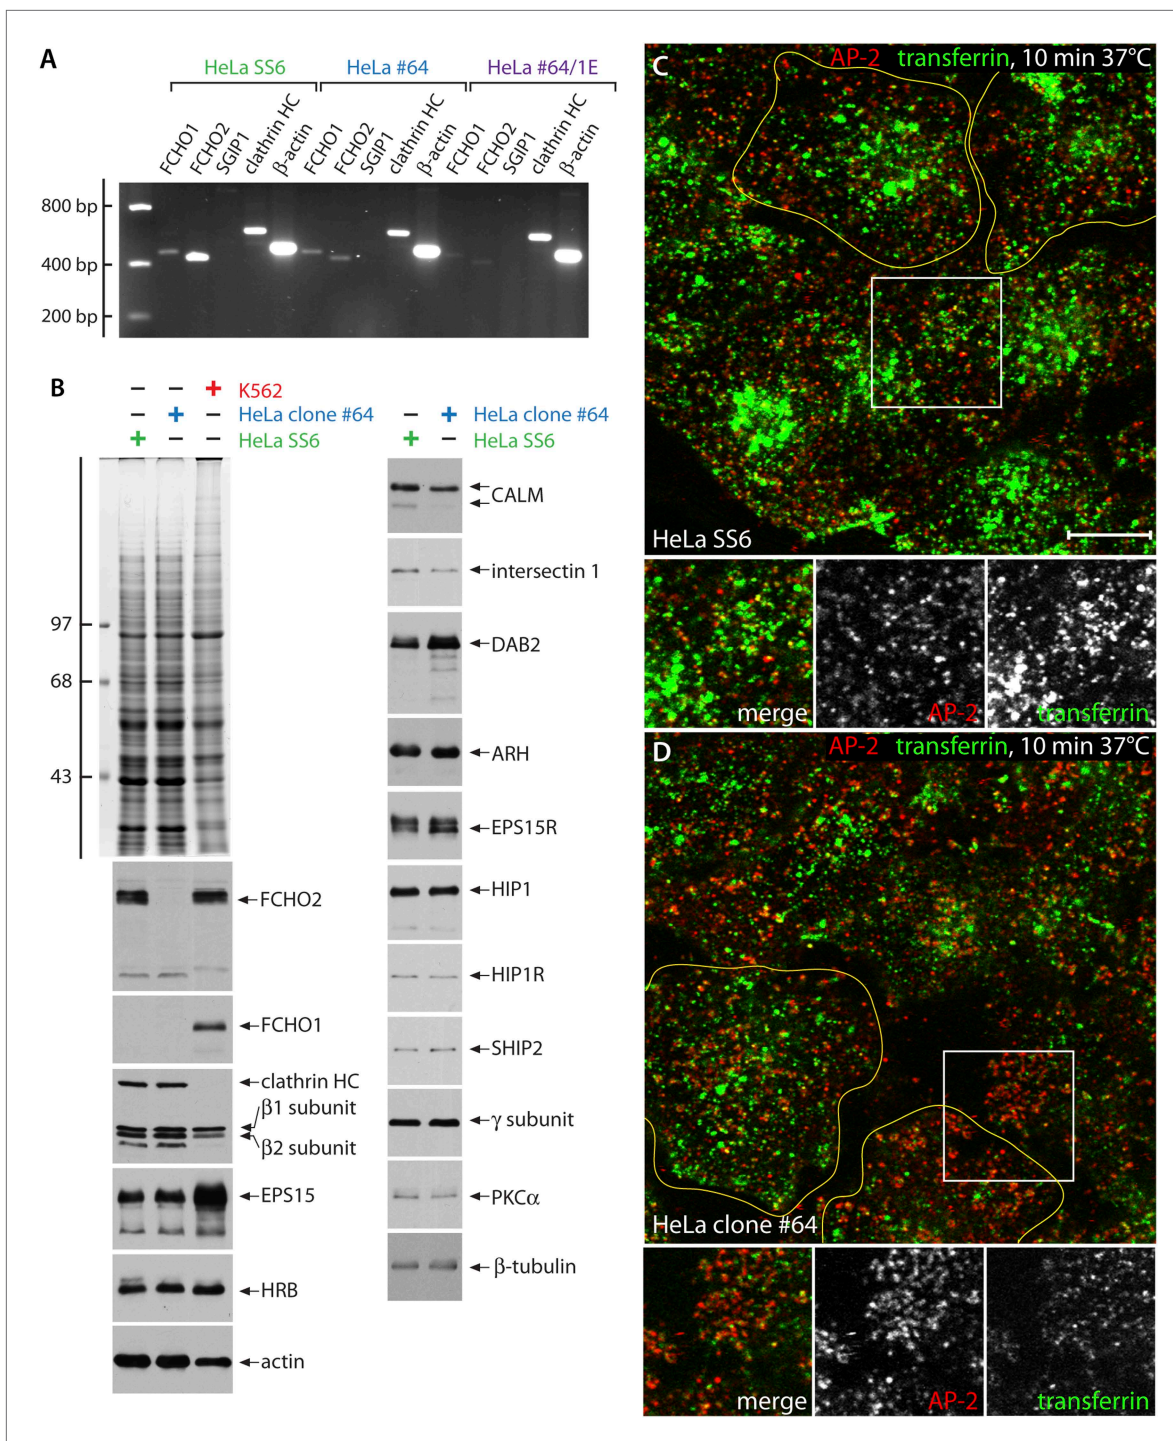 A
HeLa SS6 HeLa #64 HeLa #64/1E
FCHO1 FCHO2 SGIP1 clathrin HC β-actin FCHO1 FCHO2 SGIP1 clathrin HC β-actin FCHO1 FCHO2 SGIP1 clathrin HC β-actin
800 bp
400 bp
200 bp
B
– – + K562
– + – HeLa clone #64
+ – – HeLa SS6
97
68
43
FCHO2
FCHO1
clathrin HC
β1 subunit
β2 subunit
EPS15
HRB
actin
– + HeLa clone #64
+ – HeLa SS6
CALM
intersectin 1
DAB2
ARH
EPS15R
HIP1
HIP1R
SHIP2
γ subunit
PKCα
β-tubulin
C AP-2 transferrin, 10 min 37°C
HeLa SS6
merge AP-2 transferrin
D AP-2 transferrin, 10 min 37°C
HeLa clone #64
merge AP-2 transferrin